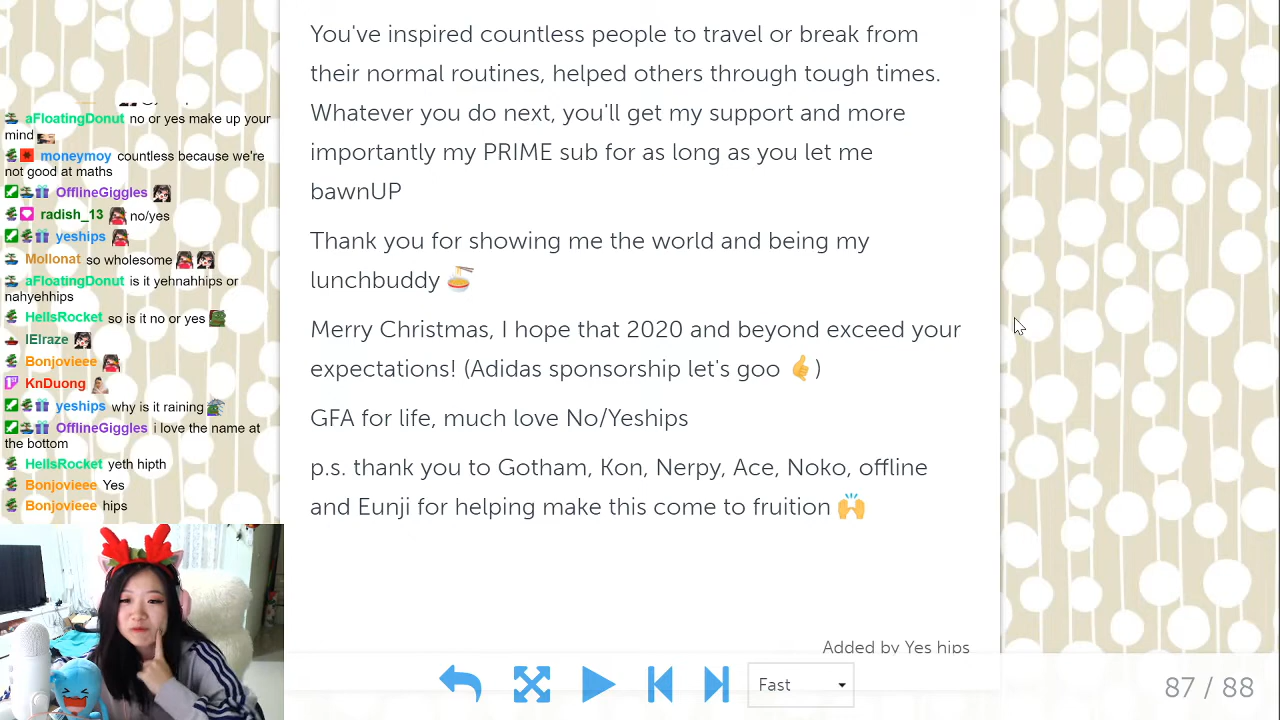 aFloatingDonut no or yes make up your
mind
moneymoy countless because we're
not good at maths
OfflineGiggles
radish_13 no/yes
yeships
Mollonat so wholesome
aFloatingDonut is it yehnahhips or
nahyehhips
HellsRocket so is it no or yes
IEIraze
Bonjovieee
KnDuong
yeships why is it raining
OfflineGiggles i love the name at
the bottom
HellsRocket yeth hipth
Bonjovieee Yes
Bonjovieee hips
You've inspired countless people to travel or break from
their normal routines, helped others through tough times.
Whatever you do next, you'll get my support and more
importantly my PRIME sub for as long as you let me
bawnUP
Thank you for showing me the world and being my
lunchbuddy 🍜
Merry Christmas, I hope that 2020 and beyond exceed your
expectations! (Adidas sponsorship let's goo 🤙)
GFA for life, much love No/Yeships
p.s. thank you to Gotham, Kon, Nerpy, Ace, Noko, offline
and Eunji for helping make this come to fruition 🙌
Added by Yes hips
Fast
87 / 88